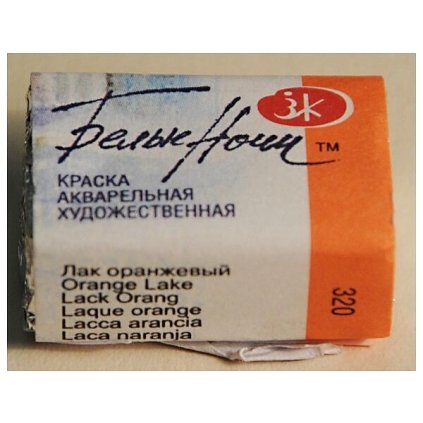 ЗК
Белые Ночи ™
КРАСКА
АКВАРЕЛЬНАЯ
ХУДОЖЕСТВЕННАЯ
Лак оранжевый
Orange Lake
Lack Orang
Laque orange
Lacca arancia
Laca naranja
320